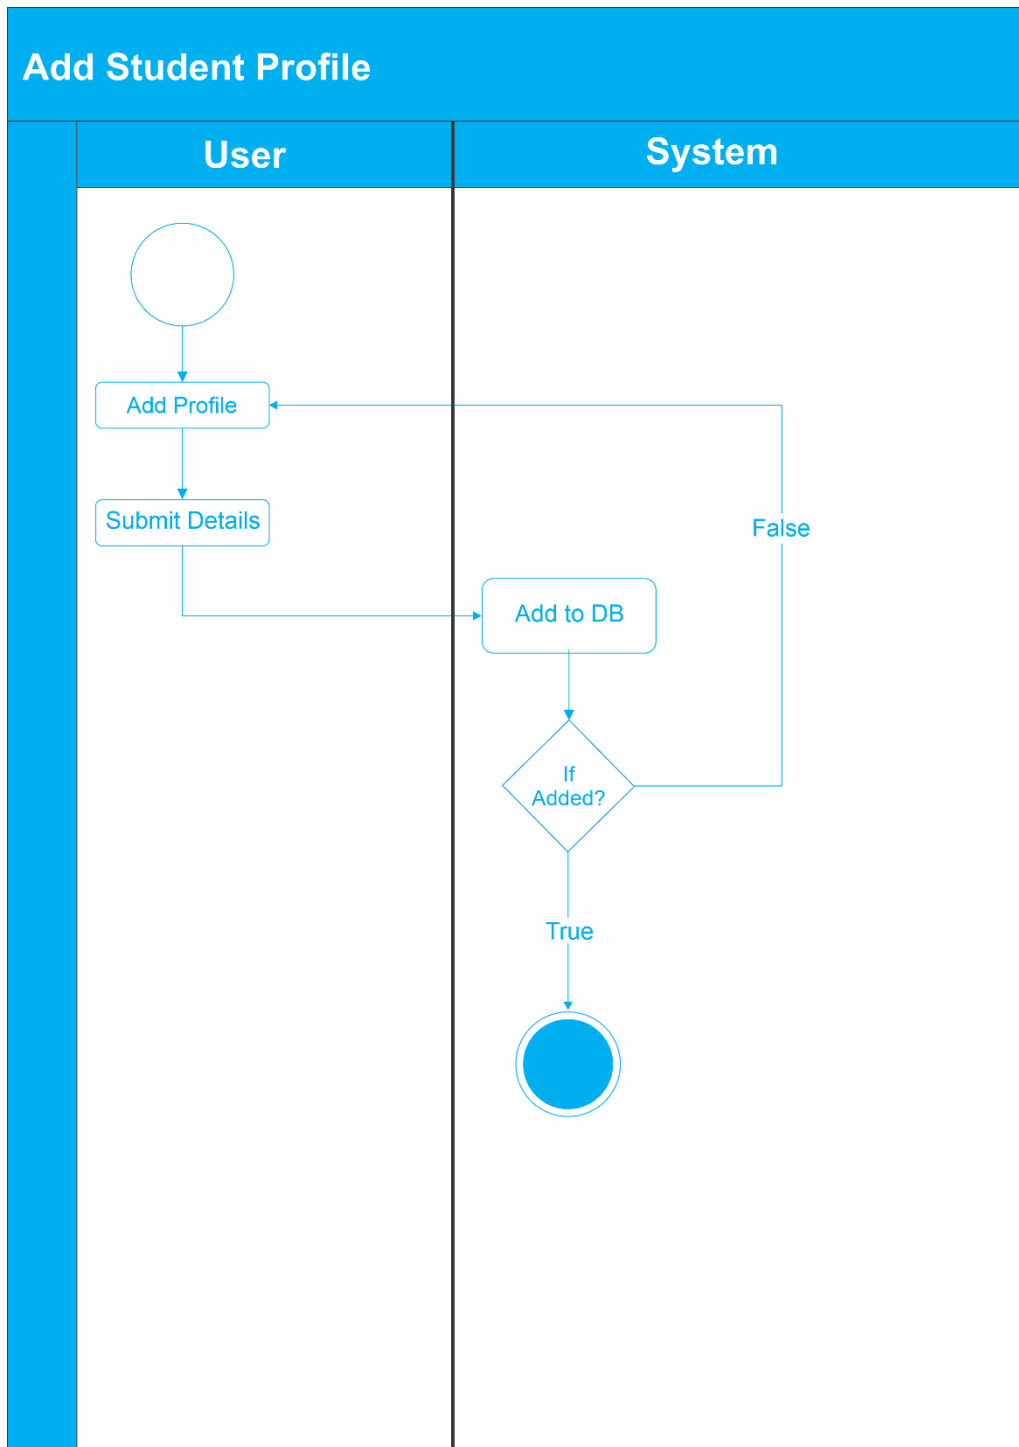 Add Student Profile
User
System
Add Profile
Submit Details
False
Add to DB
If
Added?
True